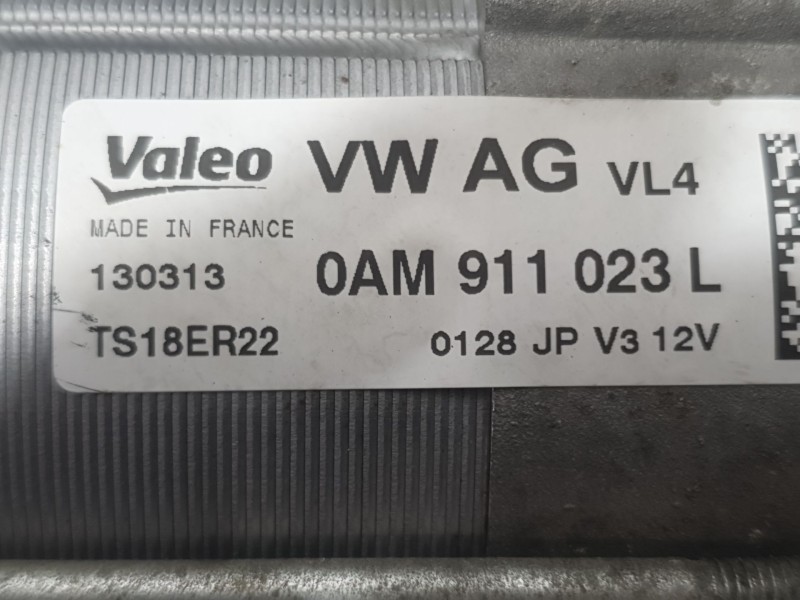 Valeo VW AG VL4
MADE IN FRANCE
130313 0AM 911 023 L
TS18ER22 0128 JP V3 12V